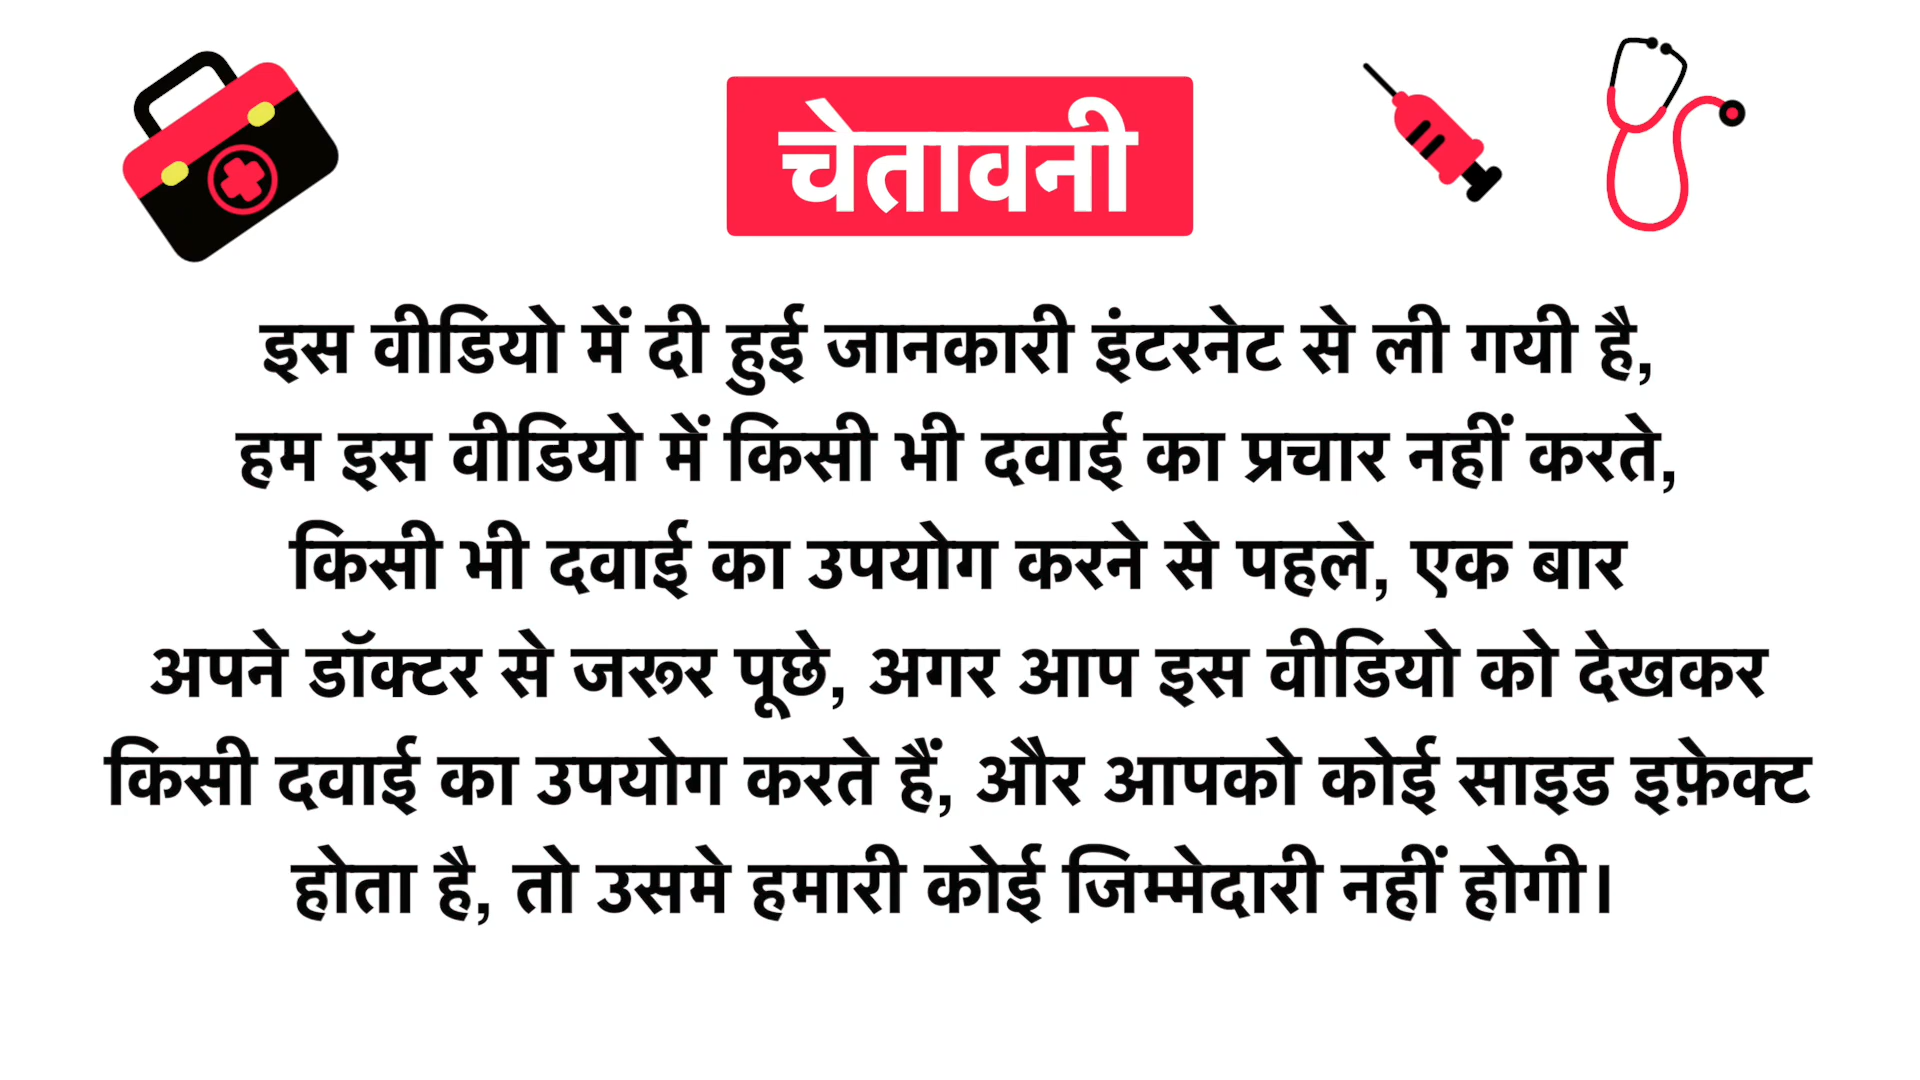 चेतावनी
इस वीडियो में दी हुई जानकारी इंटरनेट से ली गयी है,
हम इस वीडियो में किसी भी दवाई का प्रचार नहीं करते,
किसी भी दवाई का उपयोग करने से पहले, एक बार
अपने डॉक्टर से जरूर पूछे, अगर आप इस वीडियो को देखकर
किसी दवाई का उपयोग करते हैं, और आपको कोई साइड इफ़ेक्ट
होता है, तो उसमे हमारी कोई जिम्मेदारी नहीं होगी।